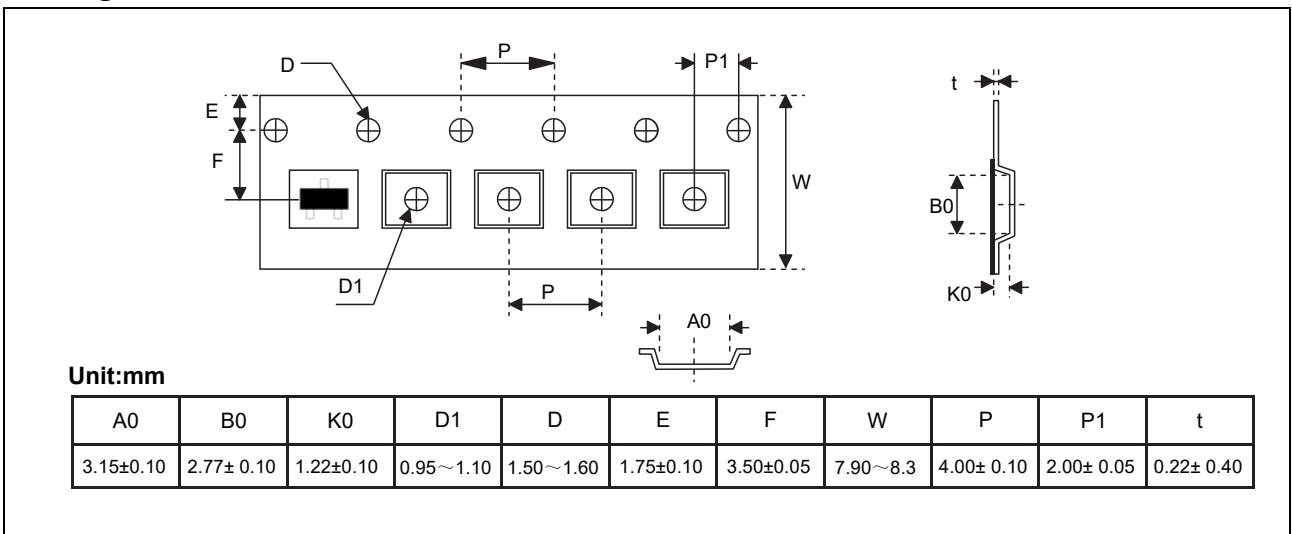 D
P
P1
t
E
F
W
B0
D1
P
K0
A0
Unit:mm
A0 B0 K0 D1 D E F W P P1 t
3.15±0.10 2.77± 0.10 1.22±0.10 0.95～1.10 1.50～1.60 1.75±0.10 3.50±0.05 7.90～8.3 4.00± 0.10 2.00± 0.05 0.22± 0.40